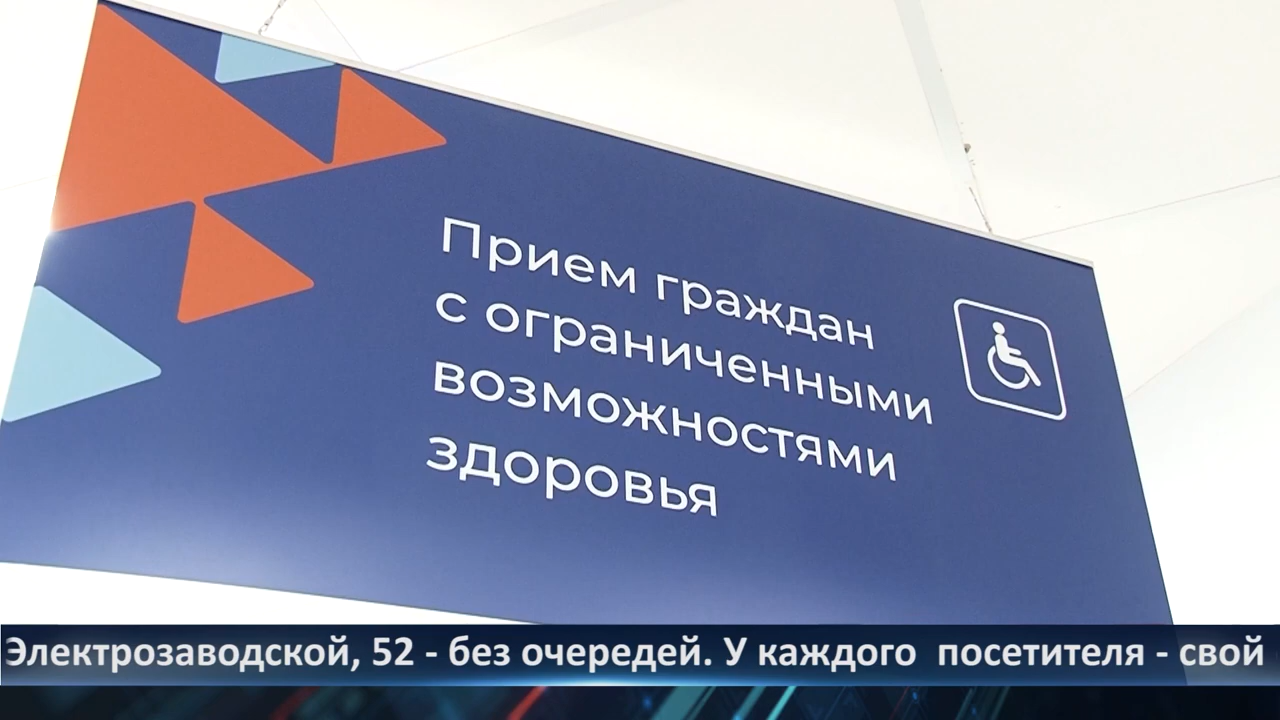 Прием граждан
с ограниченными
возможностями
здоровья
Электрозаводской, 52 - без очередей. У каждого посетителя - свой